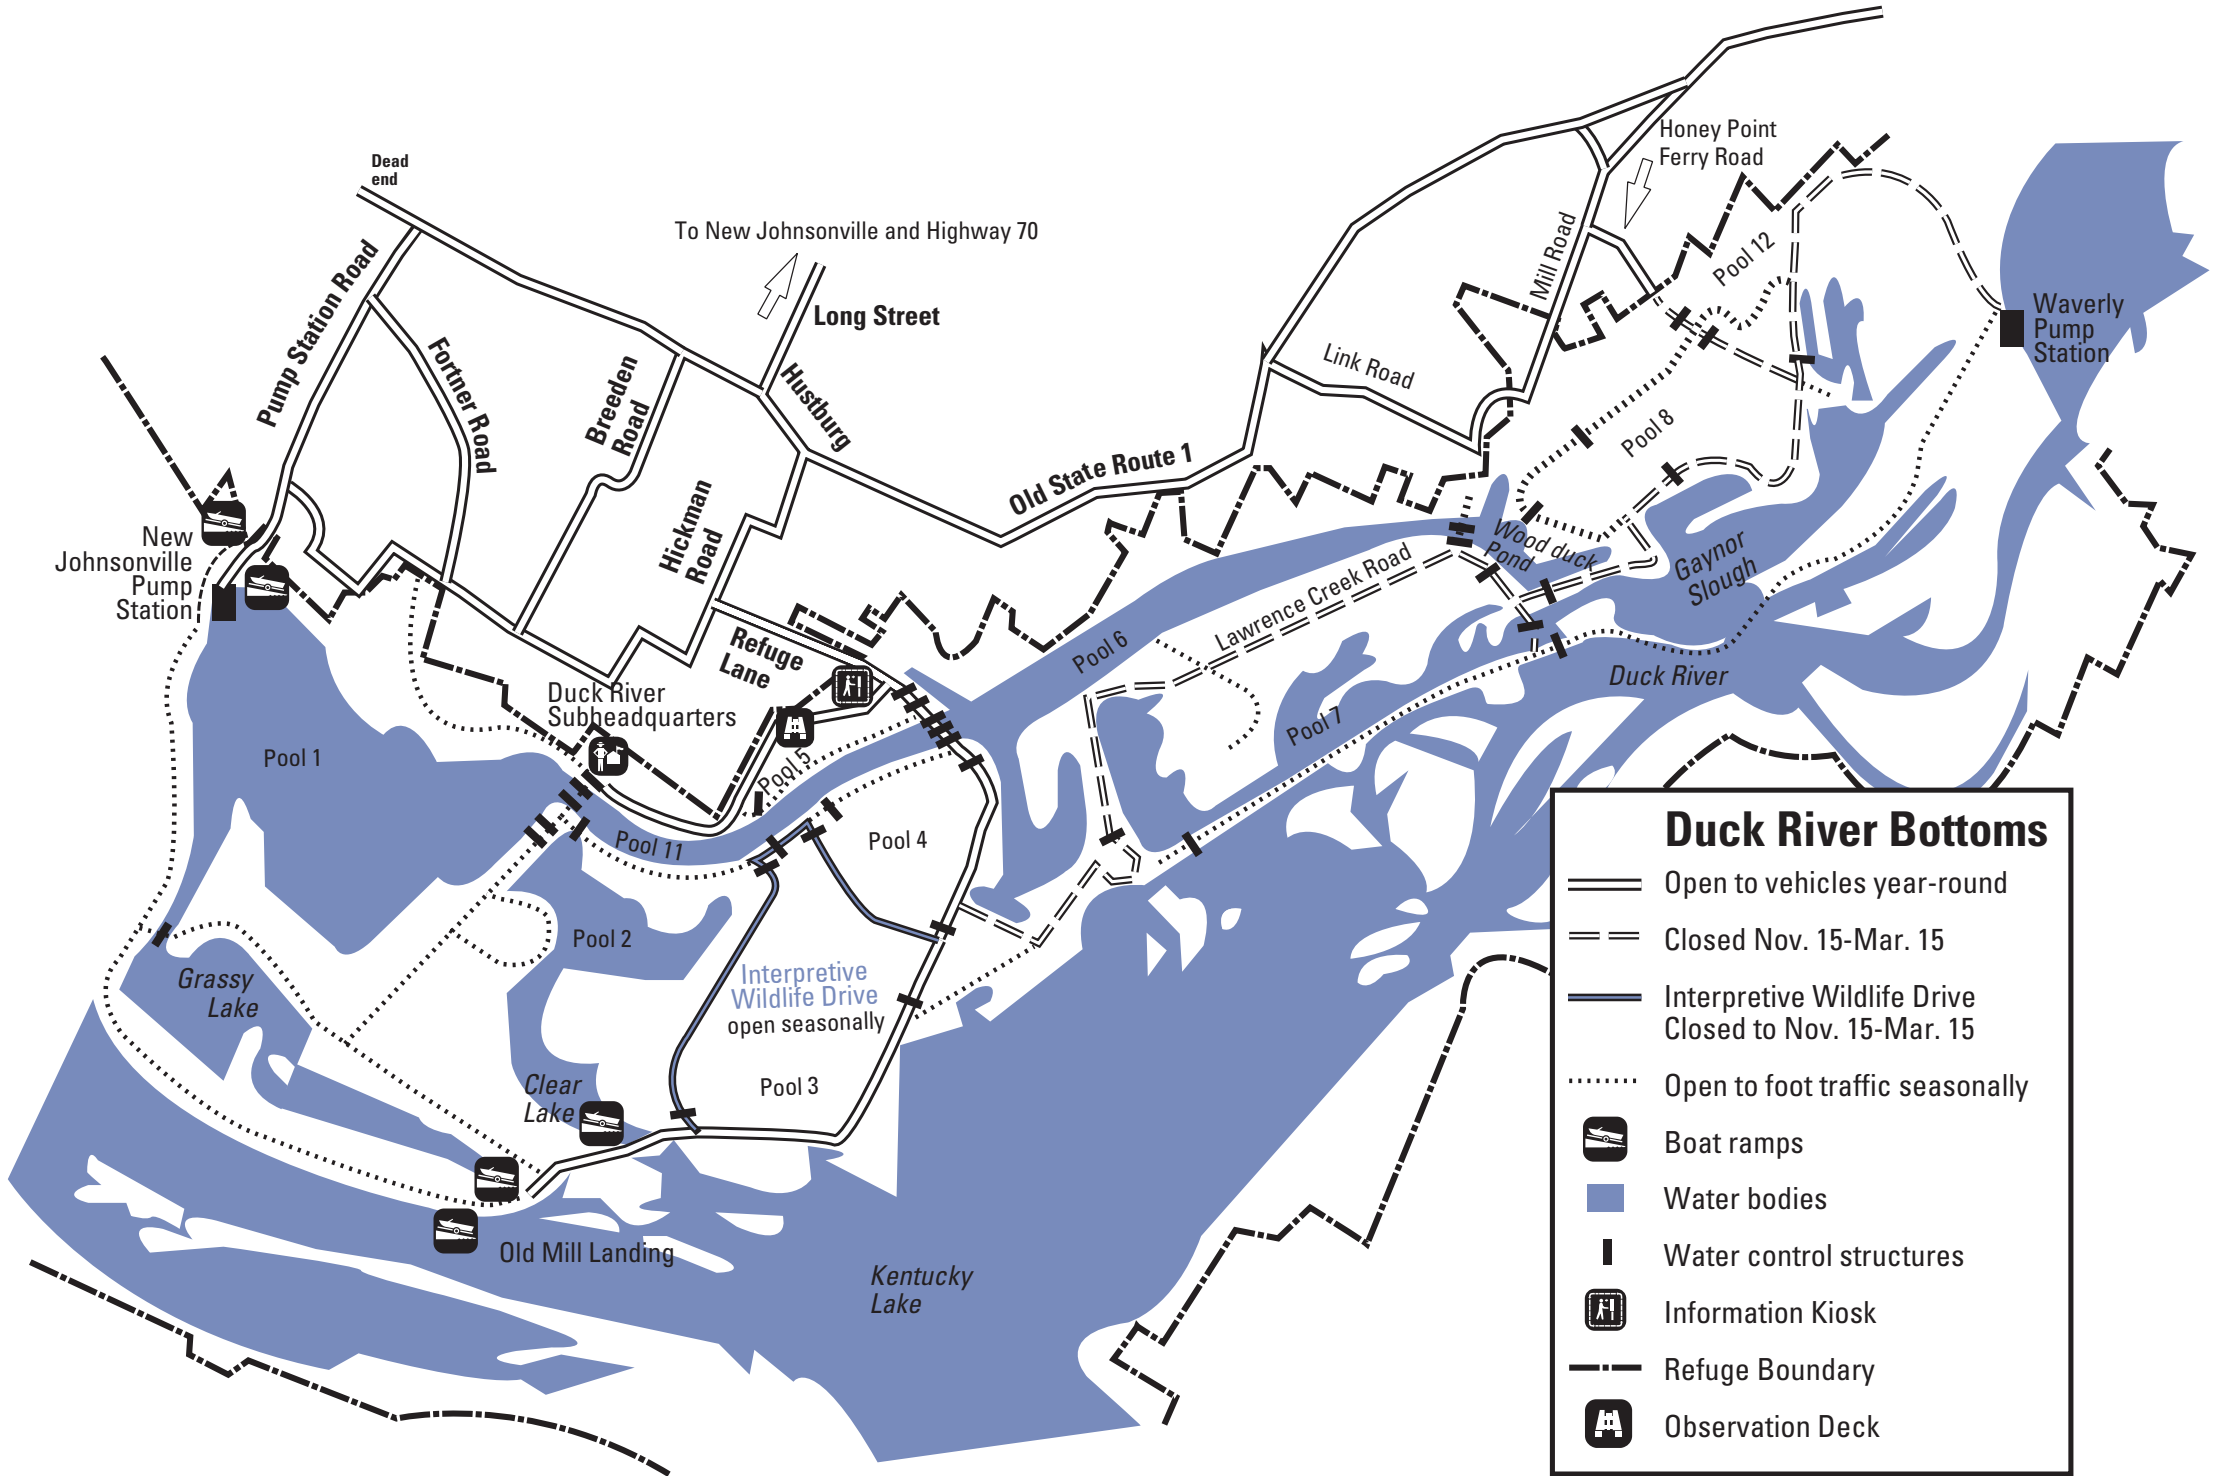 Dead
end
Honey Point
Ferry Road
To New Johnsonville and Highway 70
Long Street
Pump Station Road
Fortner Road
Breeden
Road
Hustburg
Hickman
Road
Old State Route 1
Link Road
Mill Road
Pool 12
Waverly
Pump
Station
Pool 8
New
Johnsonville
Pump
Station
Wood duck
Pond
Gaynor
Slough
Lawrence Creek Road
Refuge
Lane
Pool 6
Duck River
Duck River
Subheadquarters
Pool 7
Pool 1
Pool 5
Pool 11
Pool 4
Pool 2
Interpretive
Wildlife Drive
open seasonally
Grassy
Lake
Pool 3
Clear
Lake
Old Mill Landing
Kentucky
Lake
Duck River Bottoms
Open to vehicles year-round
Closed Nov. 15-Mar. 15
Interpretive Wildlife Drive
Closed to Nov. 15-Mar. 15
Open to foot traffic seasonally
Boat ramps
Water bodies
Water control structures
Information Kiosk
Refuge Boundary
Observation Deck